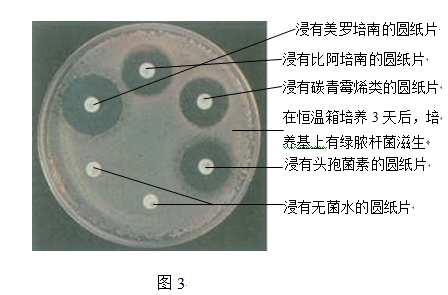 浸有美罗培南的圆纸片
浸有比阿培南的圆纸片
浸有碳青霉烯类的圆纸片
在恒温箱培养3天后，培
养基上有绿脓杆菌滋生
浸有头孢菌素的圆纸片
浸有无菌水的圆纸片
图3